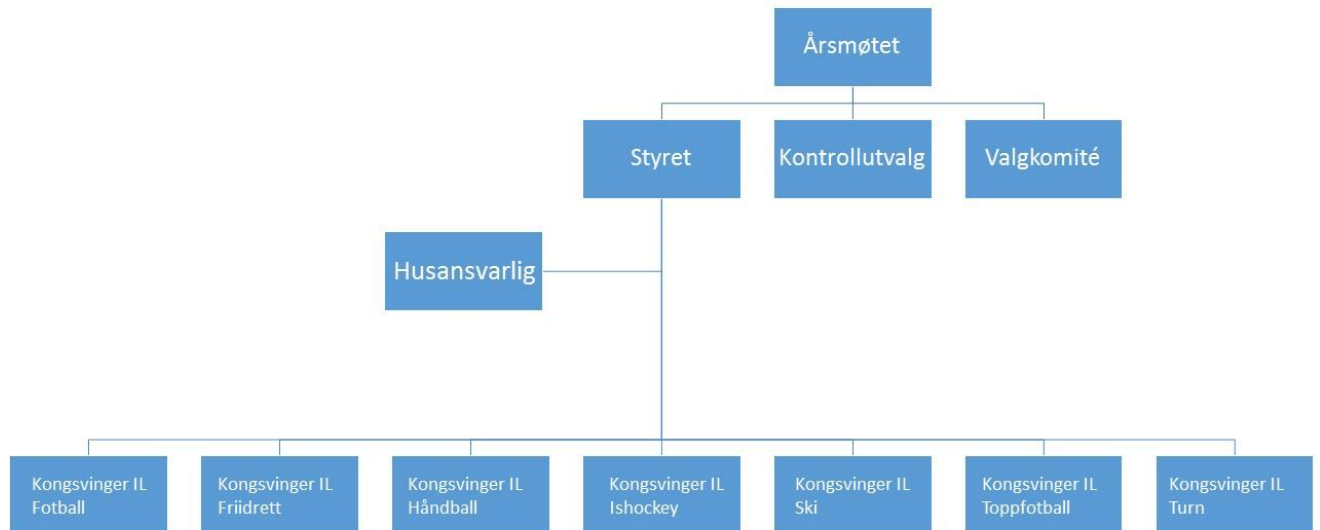 Årsmøtet
Styret
Kontrollutvalg
Valgkomité
Husansvarlig
Kongsvinger IL
Fotball
Kongsvinger IL
Friidrett
Kongsvinger IL
Håndball
Kongsvinger IL
Ishockey
Kongsvinger IL
Ski
Kongsvinger IL
Toppfotball
Kongsvinger IL
Turn